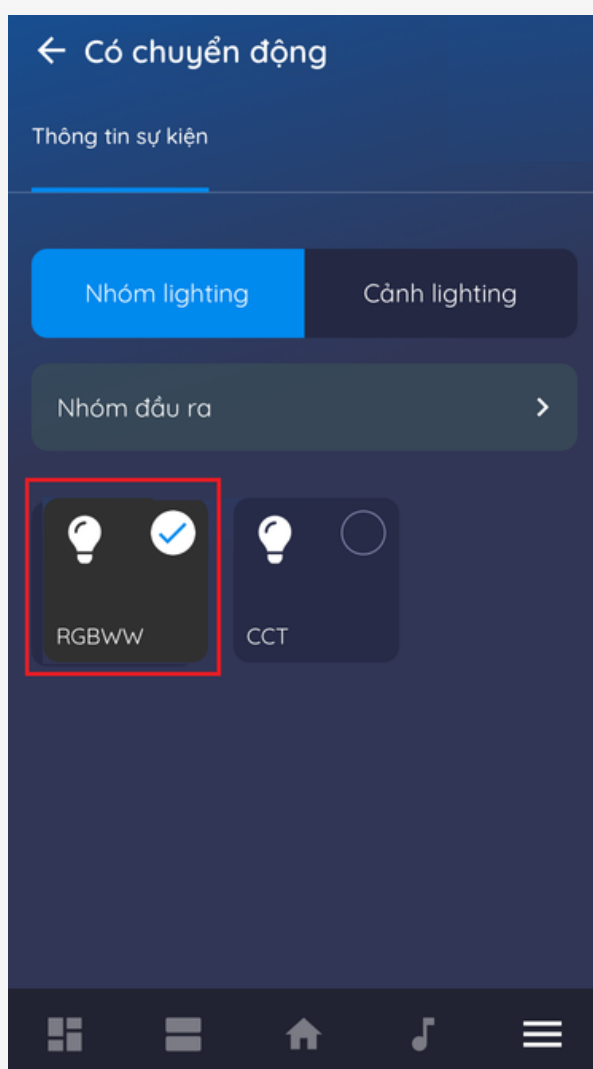 Có chuyển động
Thông tin sự kiện
Nhóm lighting
Cảnh lighting
Nhóm đầu ra
RGBWW
CCT